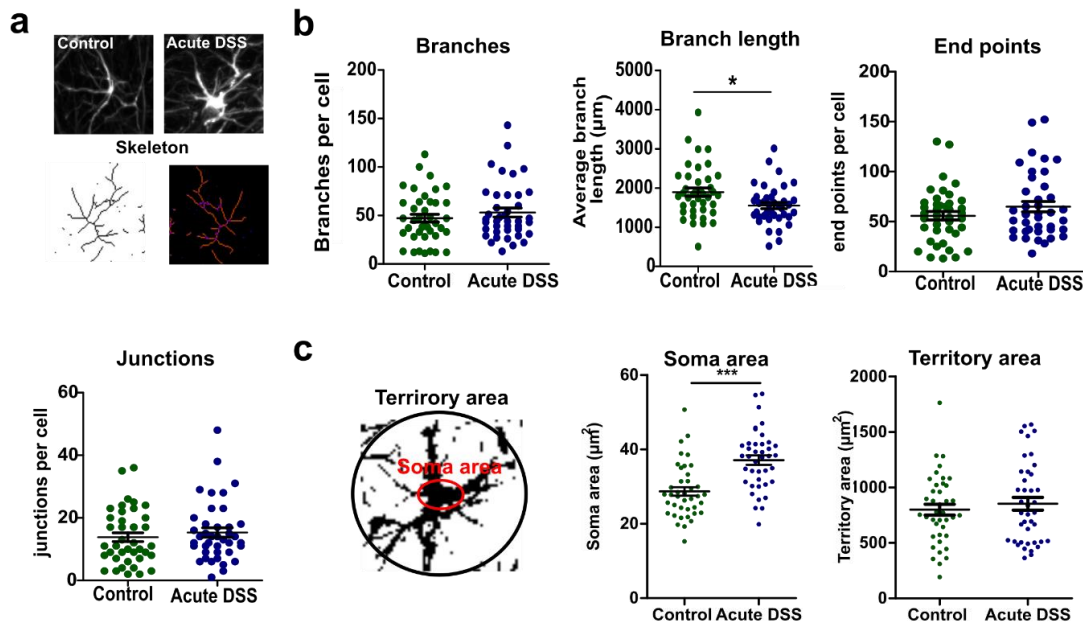 a
Control
Acute DSS
Skeleton
b
Branches
Branches per cell
200
150
100
50
0
Control
Acute DSS
Branch length
Average branch
length (µm)
5000
4000
3000
2000
1000
0
*
Control
Acute DSS
End points
end points per cell
200
150
100
50
0
Control
Acute DSS
Junctions
junctions per cell
60
40
20
0
Control
Acute DSS
c
Terrirory area
Soma area
Soma area
Soma area (µm²)
60
40
20
0
***
Control
Acute DSS
Territory area
Territory area (µm²)
2000
1500
1000
500
0
Control
Acute DSS